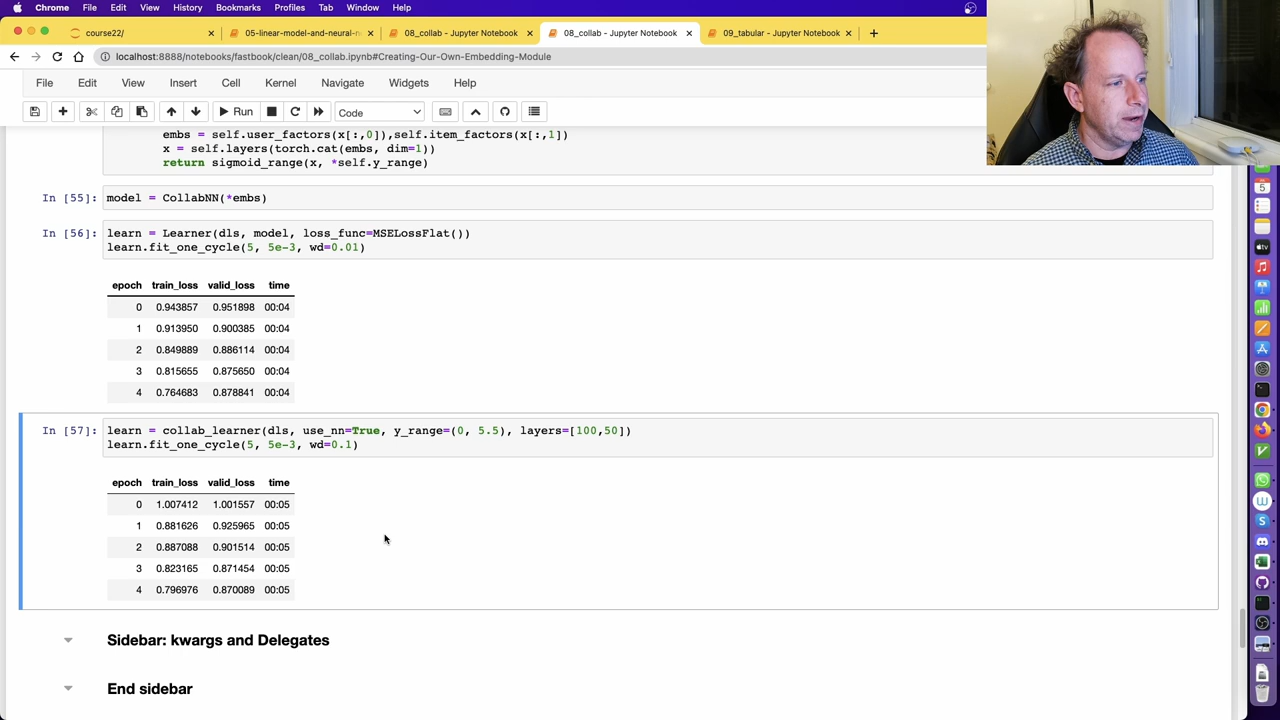 Chrome File Edit View History Bookmarks Profiles Tab Window Help
course22/ 08_collab - Jupyter Notebook 08_collab - Jupyter Notebook 09_tabular - Jupyter Notebook
localhost:8888/notebooks/fastbook/clean/08_collab.ipynb#Creating-Our-Own-Embedding-Module
File Edit View Insert Cell Kernel Navigate Widgets Help
Run Code
embs = self.user_factors(x[:,0]),self.item_factors(x[:,1])
x = self.layers(torch.cat(embs, dim=1))
return sigmoid_range(x, *self.y_range)
In [55]: model = CollabNN(*embs)
In [56]: learn = Learner(dls, model, loss_func=MSELossFlat())
learn.fit_one_cycle(5, 5e-3, wd=0.01)
epoch train_loss valid_loss time
0 0.943857 0.951898 00:04
1 0.913950 0.900385 00:04
2 0.849889 0.886114 00:04
3 0.815655 0.875650 00:04
4 0.764683 0.878841 00:04
In [57]: learn = collab_learner(dls, use_nn=True, y_range=(0, 5.5), layers=[100,50])
learn.fit_one_cycle(5, 5e-3, wd=0.1)
epoch train_loss valid_loss time
0 1.007412 1.001557 00:05
1 0.881626 0.925965 00:05
2 0.887088 0.901514 00:05
3 0.823165 0.871454 00:05
4 0.796976 0.870089 00:05
Sidebar: kwargs and Delegates
End sidebar